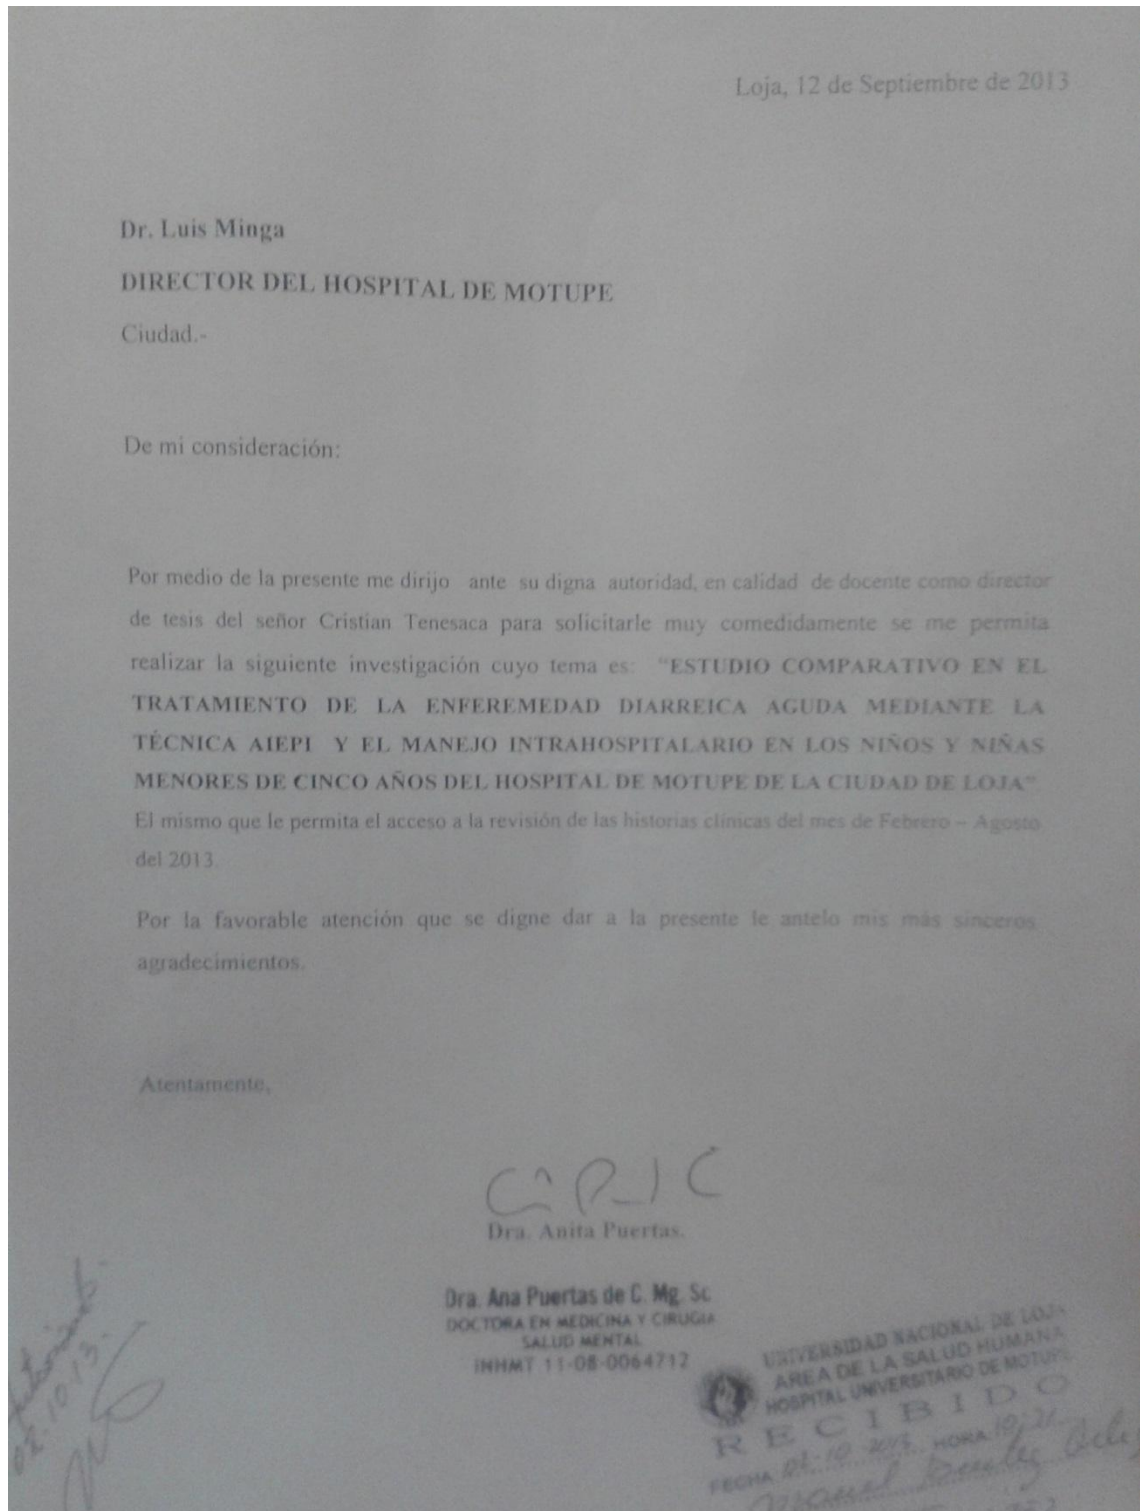 Loja, 12 de Septiembre de 2013
Dr. Luis Minga
DIRECTOR DEL HOSPITAL DE MOTUPE
Ciudad.-
De mi consideración:
Por medio de la presente me dirijo ante su digna autoridad, en calidad de docente como director
de tesis del señor Cristian Tenesaca para solicitarle muy comedidamente se me permita
realizar la siguiente investigación cuyo tema es: "ESTUDIO COMPARATIVO EN EL
TRATAMIENTO DE LA ENFEREMEDAD DIARREICA AGUDA MEDIANTE LA
TÉCNICA AIEPI Y EL MANEJO INTRAHOSPITALARIO EN LOS NIÑOS Y NIÑAS
MENORES DE CINCO AÑOS DEL HOSPITAL DE MOTUPE DE LA CIUDAD DE LOJA"
El mismo que le permita el acceso a la revisión de las historias clínicas del mes de Febrero – Agosto
del 2013.
Por la favorable atención que se digne dar a la presente le antelo mis más sinceros
agradecimientos.
Atentamente,
Dra. Anita Puertas.
Dra. Ana Puertas de C. Mg. Sc
DOCTORA EN MEDICINA Y CIRUGIA
SALUD MENTAL
INHMT 11-08-0064712
02.10.13.
UNIVERSIDAD NACIONAL DE LOJA
AREA DE LA SALUD HUMANA
HOSPITAL UNIVERSITARIO DE MOTUPE
RECIBIDO
FECHA 02-10-2013 HORA 10:21